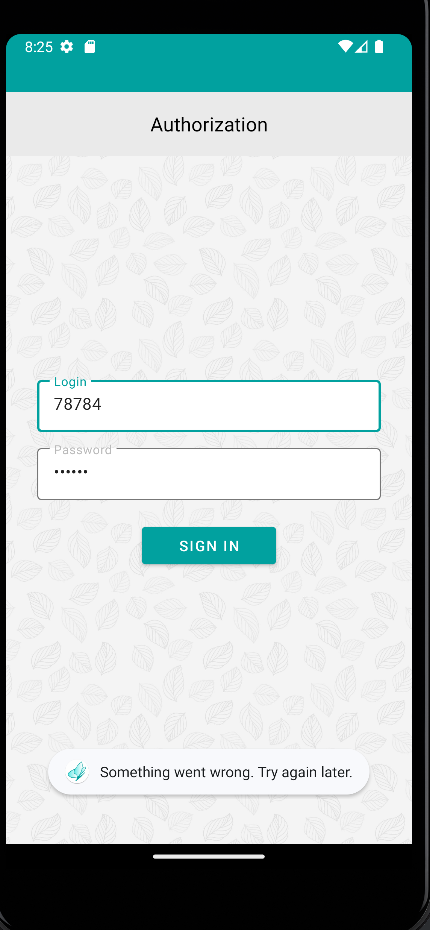 8:25
Authorization
Login
78784
Password
••••••
SIGN IN
Something went wrong. Try again later.